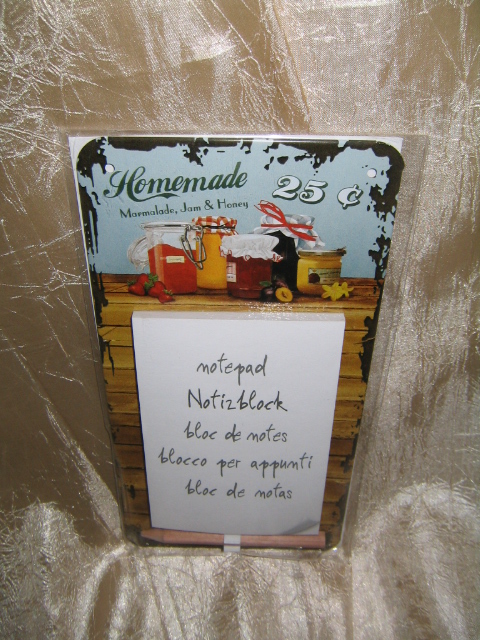 Homemade 25 ¢
Marmalade, Jam & Honey
notepad
Notizblock
bloc de notes
blocco per appunti
bloc de notas